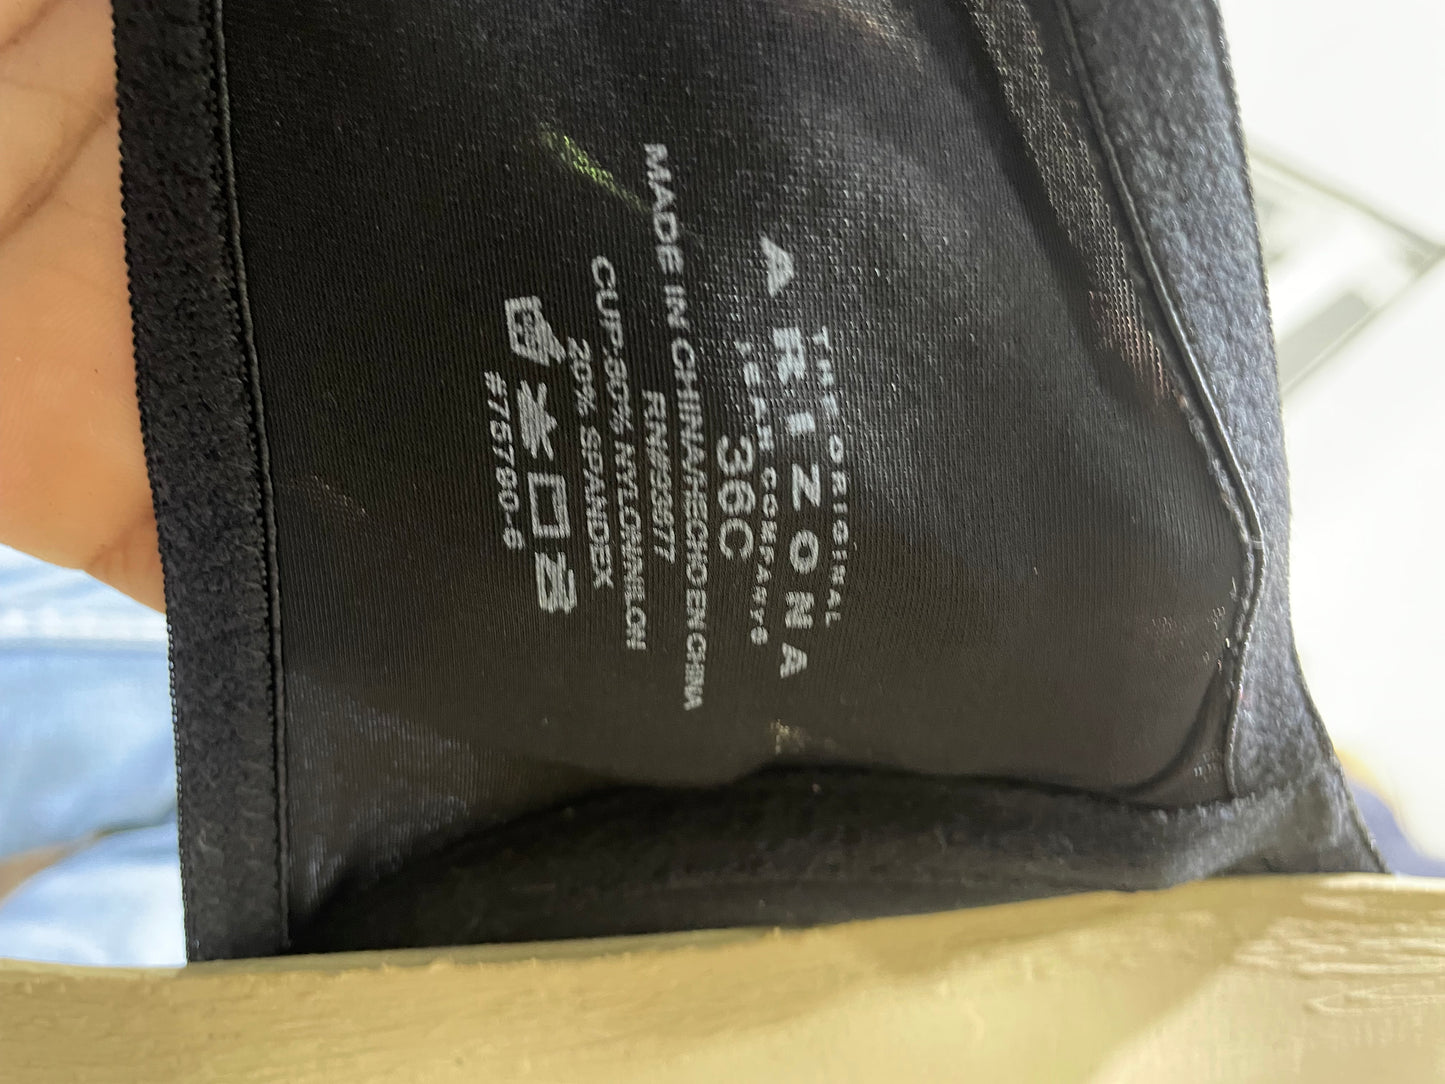 THE ORIGINAL
ARIZONA
JEAN COMPANY®
36C
MADE IN CHINA/HECHO EN CHINA
RN#93677
CUP:80% NYLON/NILON
20% SPANDEX
#75790-6